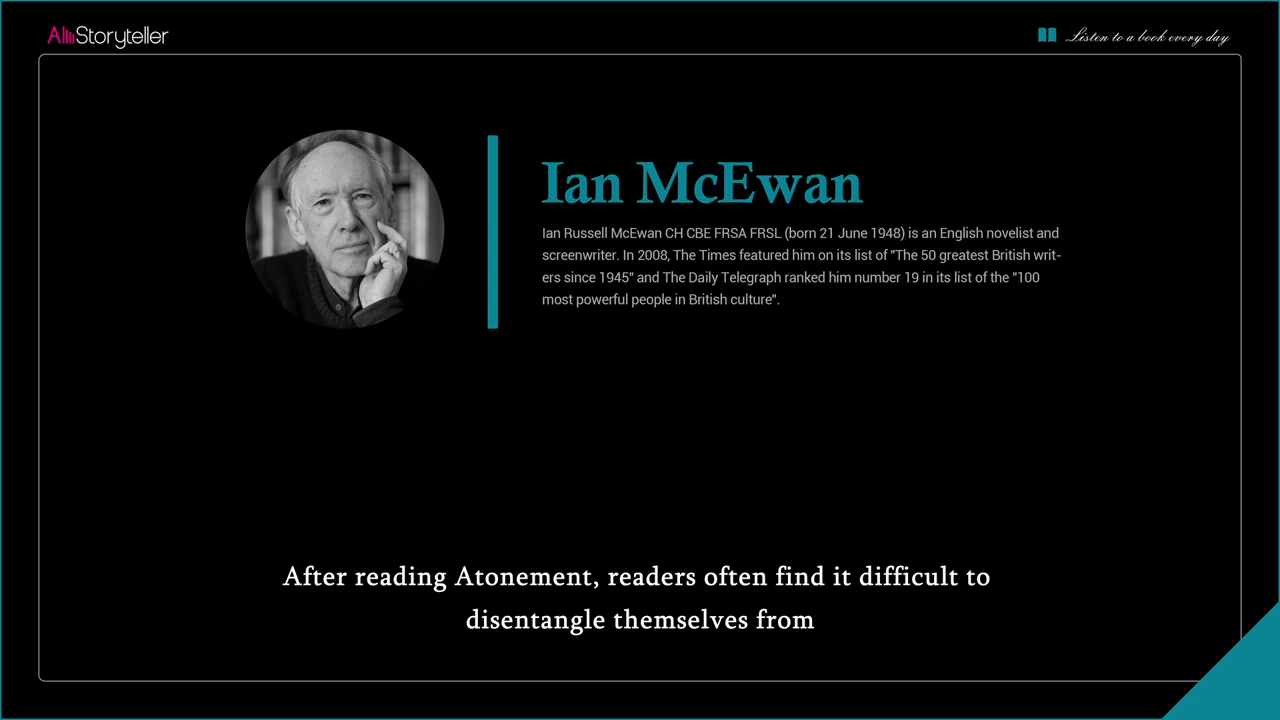 AllStoryteller
Listen to a book every day
Ian McEwan
Ian Russell McEwan CH CBE FRSA FRSL (born 21 June 1948) is an English novelist and
screenwriter. In 2008, The Times featured him on its list of "The 50 greatest British writ-
ers since 1945" and The Daily Telegraph ranked him number 19 in its list of the "100
most powerful people in British culture".
After reading Atonement, readers often find it difficult to
disentangle themselves from